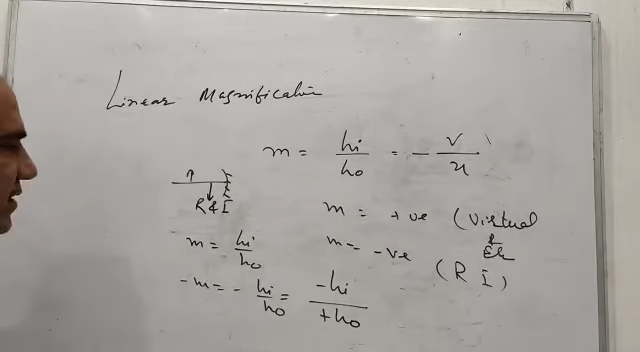 Linear Magnification
m = hi/ho = - v/u
R & I
m = +ve (Virtual & Er
m = hi/ho
m = -ve (R I)
-m = - hi/ho = -hi/+ho